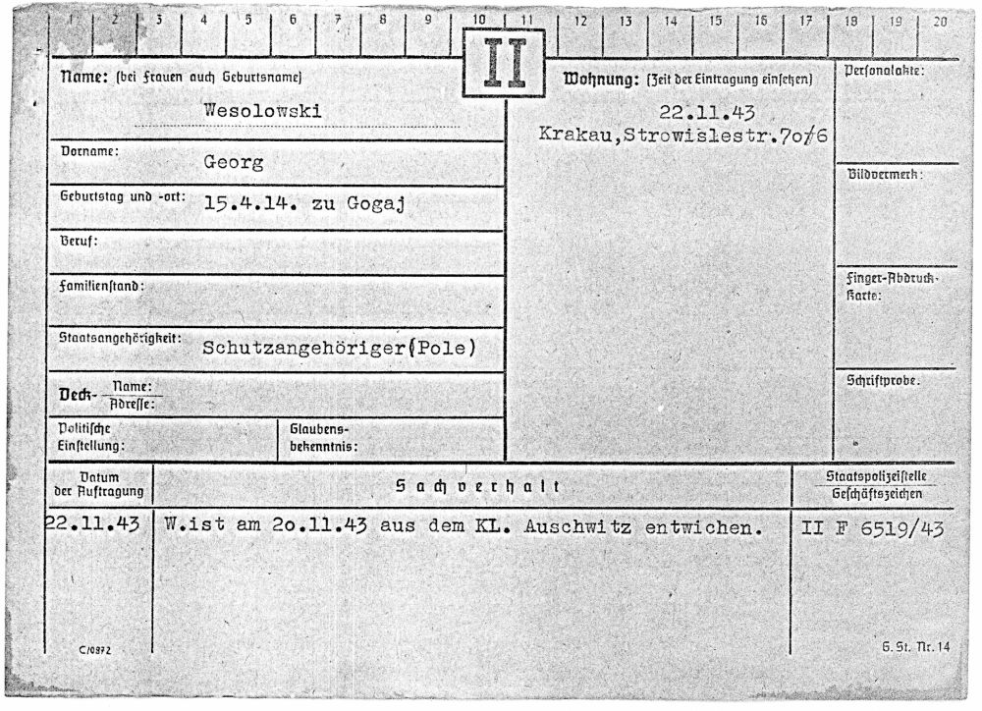 1 2 3 4 5 6 7 8 9 10 11 12 13 14 15 16 17 18 19 20
II
Name: (bei Frauen auch Geburtsname)
Wesolowski
Vorname:
Georg
Geburtstag und -ort: 15.4.14. zu Gogaj
Beruf:
Familienstand:
Staatsangehörigkeit: Schutzangehöriger(Pole)
Deck- Name:
Adresse:
Politische
Einstellung:
Glaubens-
bekenntnis:
Wohnung: (Zeit der Eintragung einsetzen)
22.11.43
Krakau,Strowislestr.7o/6
Personalakte:
Bildvermerk:
Finger-Abdruck-
Karte:
Schriftprobe:
Datum
der Auftragung
Sachverhalt
Staatspolizeistelle
Geschäftszeichen
22.11.43 W.ist am 2o.11.43 aus dem KL. Auschwitz entwichen. II F 6519/43
C/0872
G. St. Nr. 14